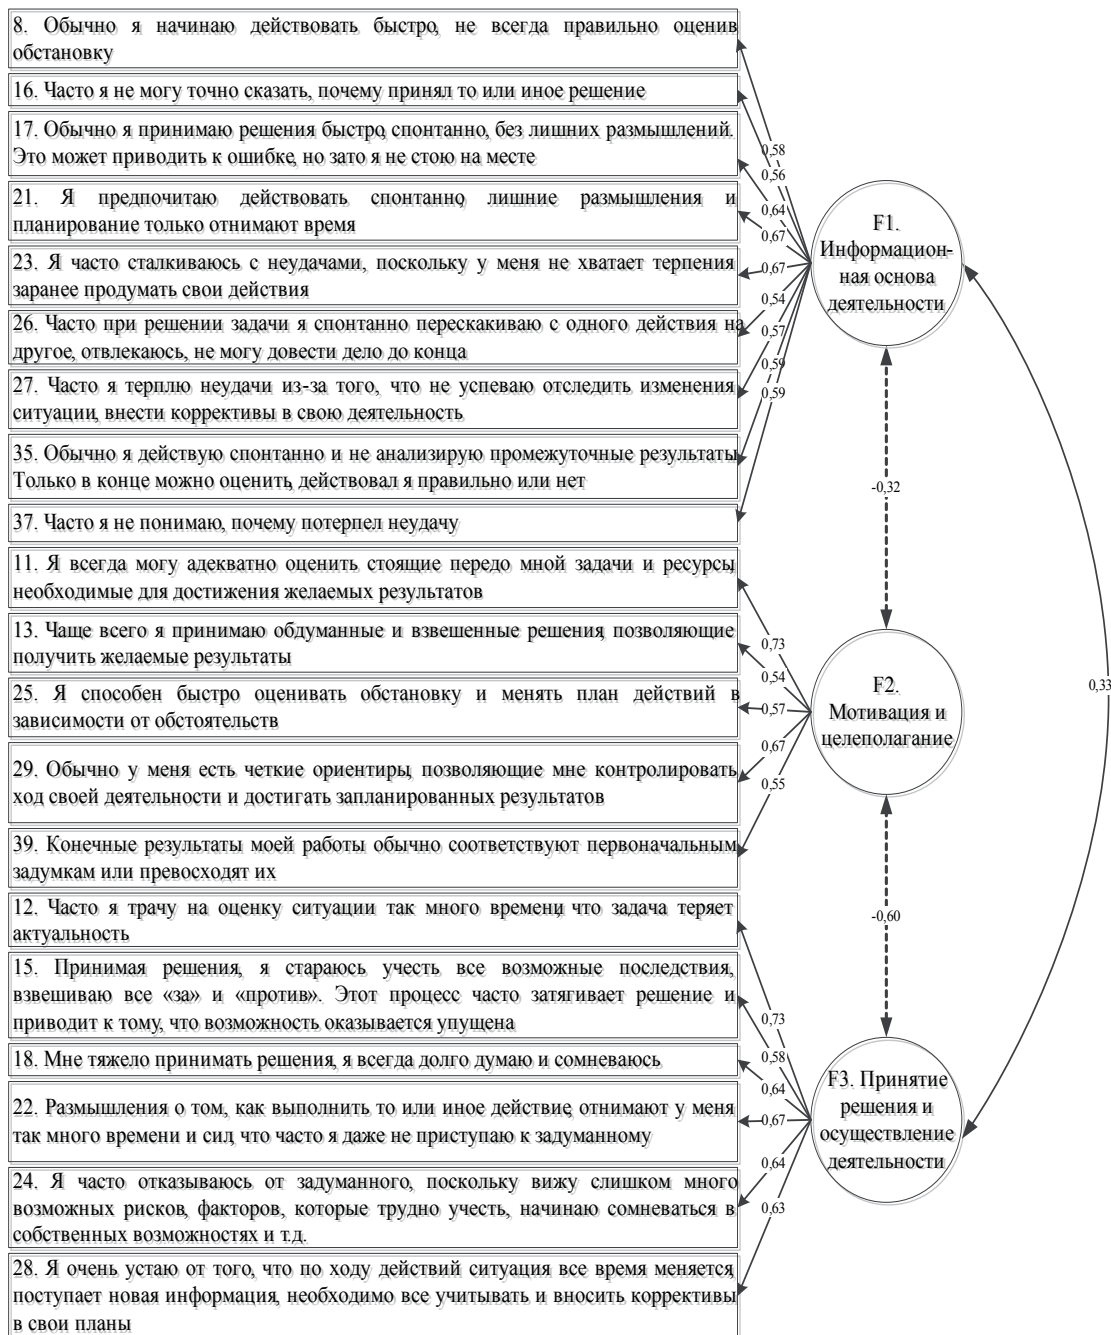 8. Обычно я начинаю действовать быстро, не всегда правильно оценив
обстановку
16. Часто я не могу точно сказать, почему принял то или иное решение
17. Обычно я принимаю решения быстро, спонтанно, без лишних размышлений.
Это может приводить к ошибке, но зато я не стою на месте
21. Я предпочитаю действовать спонтанно, лишние размышления и
планирование только отнимают время
23. Я часто сталкиваюсь с неудачами, поскольку у меня не хватает терпения
заранее продумать свои действия
26. Часто при решении задачи я спонтанно перескакиваю с одного действия на
другое, отвлекаюсь, не могу довести дело до конца
27. Часто я терплю неудачи из-за того, что не успеваю отследить изменения
ситуации, внести коррективы в свою деятельность
35. Обычно я действую спонтанно и не анализирую промежуточные результаты.
Только в конце можно оценить, действовал я правильно или нет
37. Часто я не понимаю, почему потерпел неудачу
0,58
0,56
0,64
0,67
0,67
0,54
0,57
0,59
0,59
F1.
Информацион-
ная основа
деятельности
-0,32
11. Я всегда могу адекватно оценить стоящие передо мной задачи и ресурсы,
необходимые для достижения желаемых результатов
13. Чаще всего я принимаю обдуманные и взвешенные решения, позволяющие
получить желаемые результаты
25. Я способен быстро оценивать обстановку и менять план действий в
зависимости от обстоятельств
29. Обычно у меня есть четкие ориентиры, позволяющие мне контролировать
ход своей деятельности и достигать запланированных результатов
39. Конечные результаты моей работы обычно соответствуют первоначальным
задумкам или превосходят их
0,73
0,54
0,57
0,67
0,55
F2.
Мотивация и
целеполагание
0,33
-0,60
12. Часто я трачу на оценку ситуации так много времени, что задача теряет
актуальность
15. Принимая решения, я стараюсь учесть все возможные последствия,
взвешиваю все «за» и «против». Этот процесс часто затягивает решение и
приводит к тому, что возможность оказывается упущена
18. Мне тяжело принимать решения, я всегда долго думаю и сомневаюсь
22. Размышления о том, как выполнить то или иное действие, отнимают у меня
так много времени и сил, что часто я даже не приступаю к задуманному
24. Я часто отказываюсь от задуманного, поскольку вижу слишком много
возможных рисков, факторов, которые трудно учесть, начинаю сомневаться в
собственных возможностях и т.д.
28. Я очень устаю от того, что по ходу действий ситуация все время меняется,
поступает новая информация, необходимо все учитывать и вносить коррективы
в свои планы
0,73
0,58
0,64
0,67
0,64
0,63
F3. Принятие
решения и
осуществление
деятельности